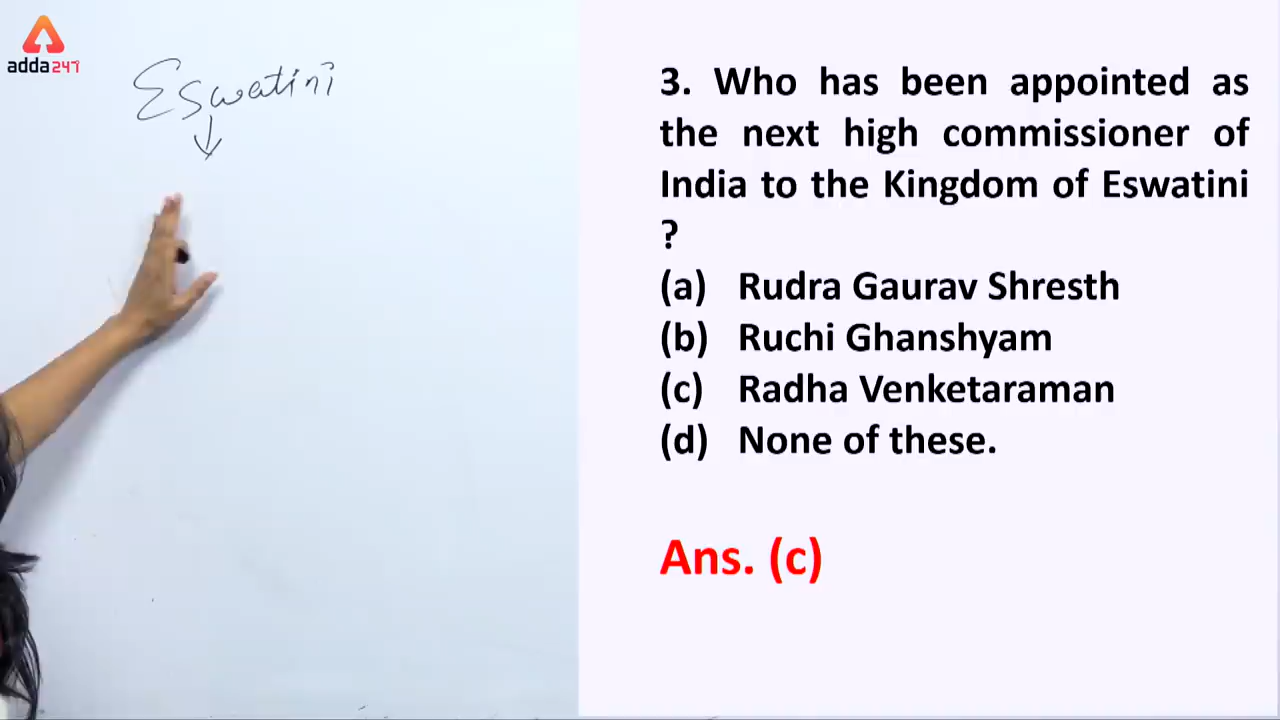 adda247
Eswatini
3. Who has been appointed as
the next high commissioner of
India to the Kingdom of Eswatini
?
(a) Rudra Gaurav Shresth
(b) Ruchi Ghanshyam
(c) Radha Venketaraman
(d) None of these.
Ans. (c)